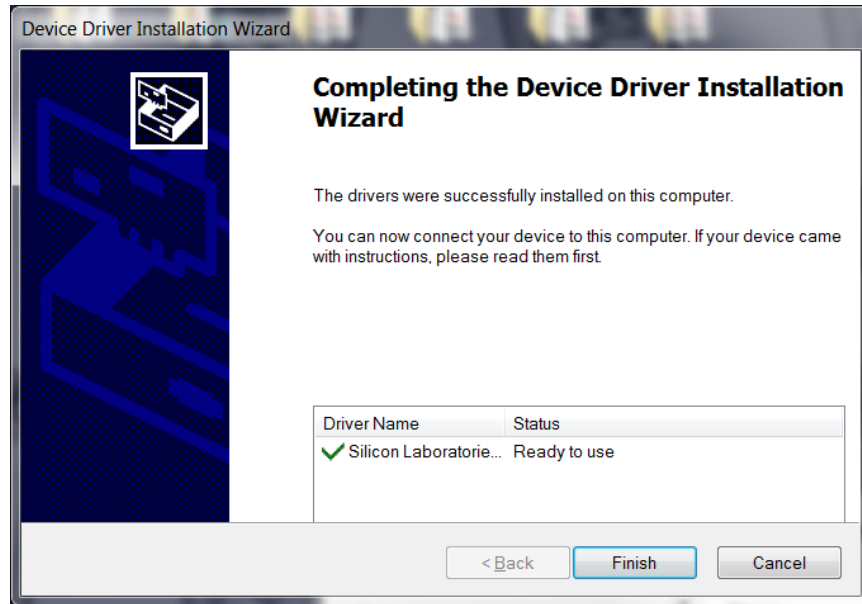 Device Driver Installation Wizard
Completing the Device Driver Installation
Wizard
The drivers were successfully installed on this computer.
You can now connect your device to this computer. If your device came
with instructions, please read them first.
Driver Name Status
Silicon Laboratorie... Ready to use
< Back Finish Cancel